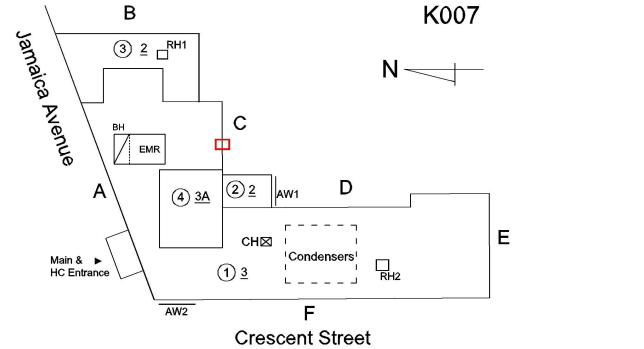 B
K007
3 2 RH1
N
Jamaica Avenue
C
BH
EMR
A
4 3A
2 2
AW1
D
E
CH
Condensers
Main &
HC Entrance
1 3
RH2
AW2
F
Crescent Street